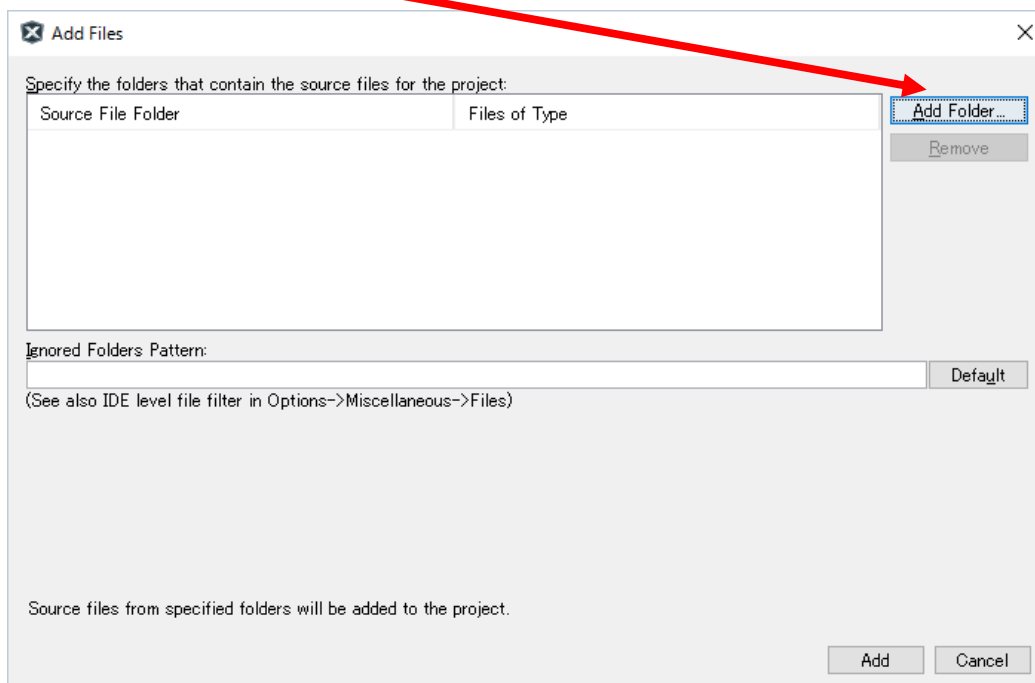 Add Files
Specify the folders that contain the source files for the project:
Source File Folder Files of Type
Add Folder...
Remove
Ignored Folders Pattern:
Default
(See also IDE level file filter in Options->Miscellaneous->Files)
Source files from specified folders will be added to the project.
Add Cancel